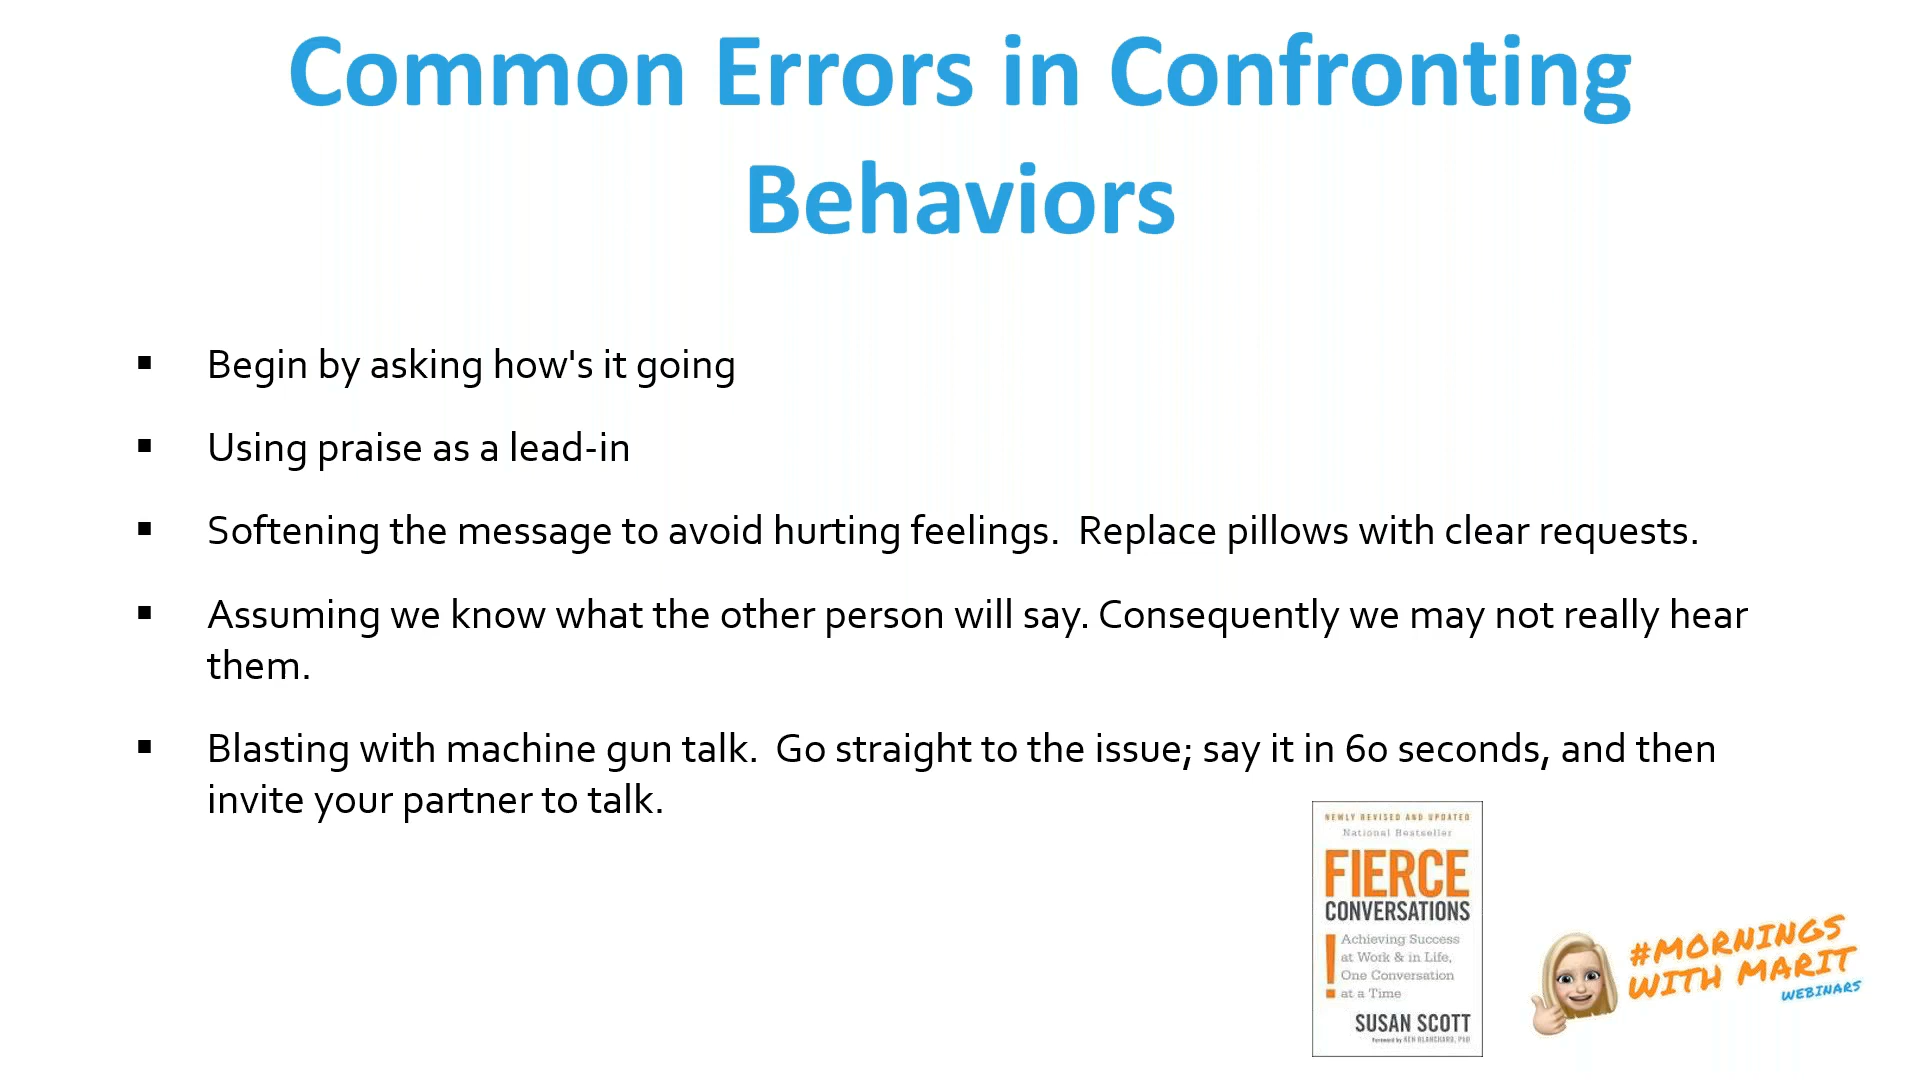 Common Errors in Confronting
Behaviors
▪ Begin by asking how's it going
▪ Using praise as a lead-in
▪ Softening the message to avoid hurting feelings.  Replace pillows with clear requests.
▪ Assuming we know what the other person will say. Consequently we may not really hear
them.
▪ Blasting with machine gun talk.  Go straight to the issue; say it in 60 seconds, and then
invite your partner to talk.
NEWLY REVISED AND UPDATED
National Bestseller
FIERCE
CONVERSATIONS
! Achieving Success
at Work & in Life,
One Conversation
at a Time
SUSAN SCOTT
Foreword by KEN BLANCHARD, PhD
#MORNINGS
WITH MARIT
WEBINARS